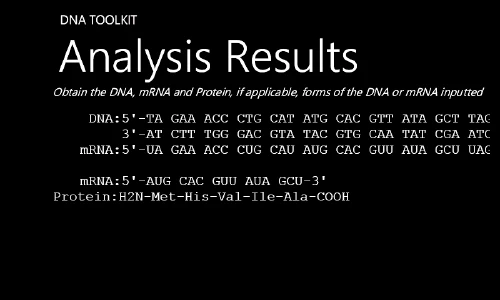 DNA TOOLKIT
Analysis Results
Obtain the DNA, mRNA and Protein, if applicable, forms of the DNA or mRNA inputted
DNA:5'-TA GAA ACC CTG CAT ATG CAC GTT ATA GCT TAG
3'-AT CTT TGG GAC GTA TAC GTG CAA TAT CGA ATC
mRNA:5'-UA GAA ACC CUG CAU AUG CAC GUU AUA GCU UAG
mRNA:5'-AUG CAC GUU AUA GCU-3'
Protein:H2N-Met-His-Val-Ile-Ala-COOH